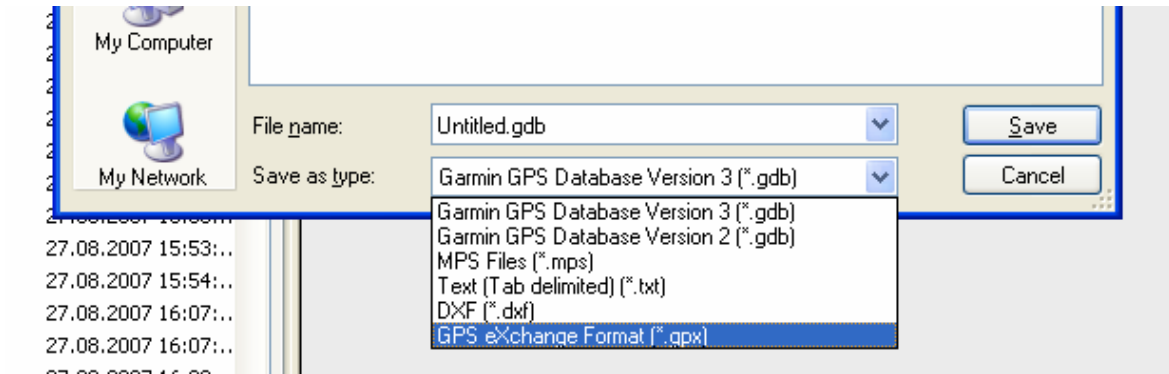 My Computer
File name:
Untitled.gdb
Save
My Network
Save as type:
Garmin GPS Database Version 3 (*.gdb)
Cancel
Garmin GPS Database Version 3 (*.gdb)
Garmin GPS Database Version 2 (*.gdb)
MPS Files (*.mps)
Text (Tab delimited) (*.txt)
DXF (*.dxf)
GPS eXchange Format (*.gpx)
27.08.2007 15:53:..
27.08.2007 15:54:..
27.08.2007 16:07:..
27.08.2007 16:07:..